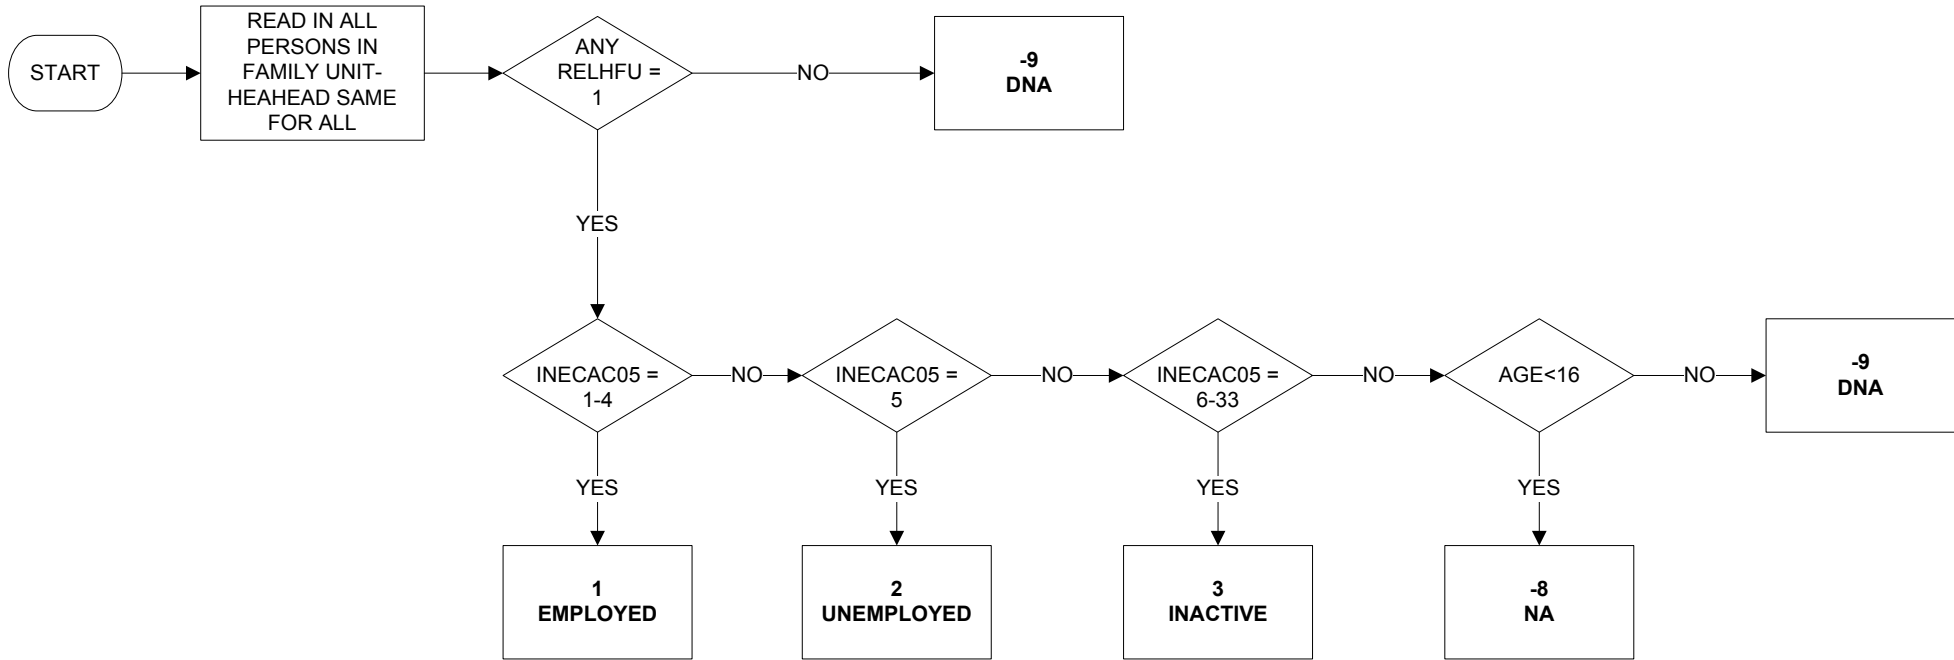 START
READ IN ALL
PERSONS IN
FAMILY UNIT-
HEAHEAD SAME
FOR ALL
ANY
RELHFU =
1
NO
-9
DNA
YES
INECAC05 =
1-4
NO
INECAC05 =
5
NO
INECAC05 =
6-33
NO
AGE<16
NO
-9
DNA
YES
YES
YES
YES
1
EMPLOYED
2
UNEMPLOYED
3
INACTIVE
-8
NA